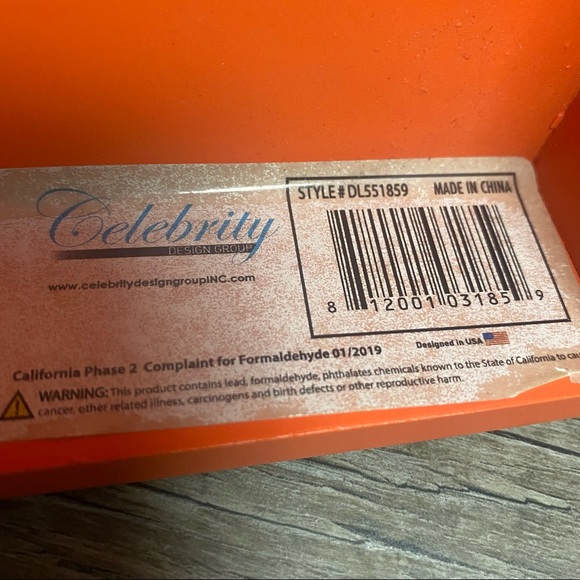 Celebrity
DESIGN GROUP
www.celebritydesigngroupINC.com
STYLE# DL551859 MADE IN CHINA
8 12001 03185 9
Designed in USA
California Phase 2 Complaint for Formaldehyde 01/2019
WARNING: This product contains lead, formaldehyde, phthalates chemicals known to the State of California to cau
cancer, other related illness, carcinogens and birth defects or other reproductive harm.